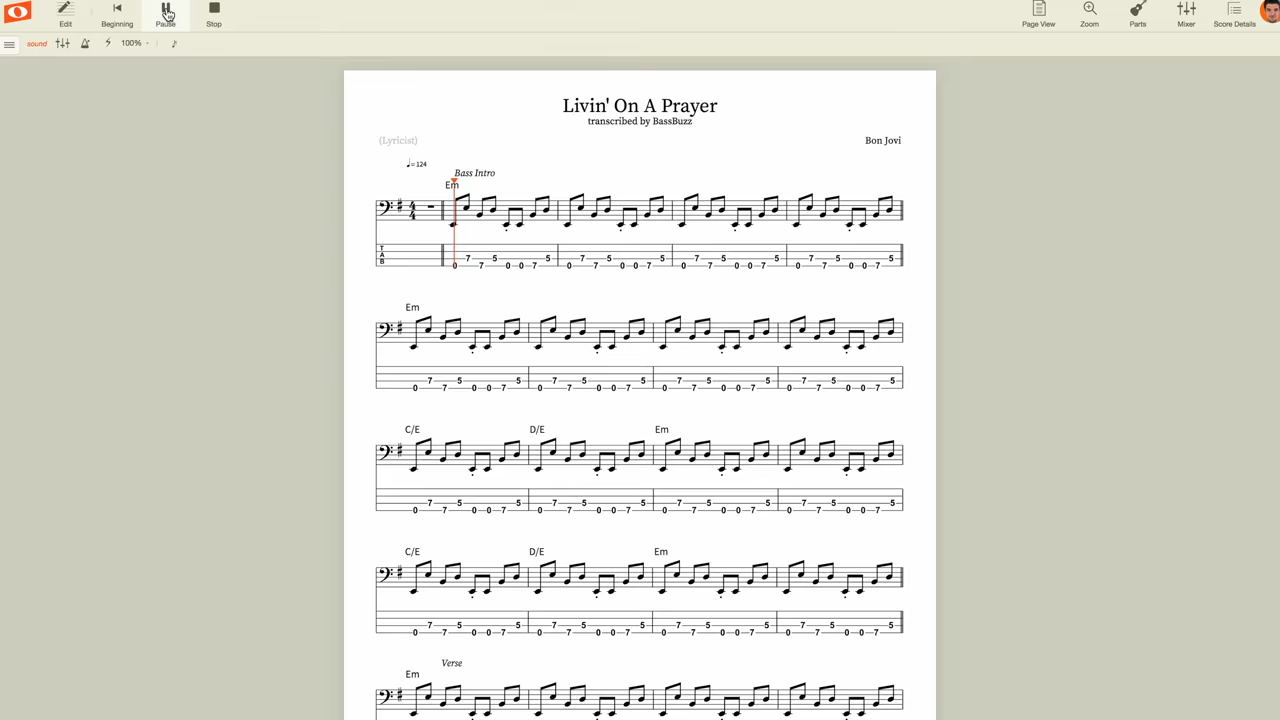 Edit Beginning Pause Stop Page View Zoom Parts Mixer Score Details
sound 100%
Livin' On A Prayer
transcribed by BassBuzz
(Lyricist) Bon Jovi
= 124
Bass Intro
Em
4 4
T A B
0 7 7 5 0 0 7 5 0 7 7 5 0 0 7 5 0 7 7 5 0 0 7 5 0 7 7 5 0 0 7 5
Em
0 7 7 5 0 0 7 5 0 7 7 5 0 0 7 5 0 7 7 5 0 0 7 5 0 7 7 5 0 0 7 5
C/E D/E Em
0 7 7 5 0 0 7 5 0 7 7 5 0 0 7 5 0 7 7 5 0 0 7 5 0 7 7 5 0 0 7 5
C/E D/E Em
0 7 7 5 0 0 7 5 0 7 7 5 0 0 7 5 0 7 7 5 0 0 7 5 0 7 7 5 0 0 7 5
Verse
Em